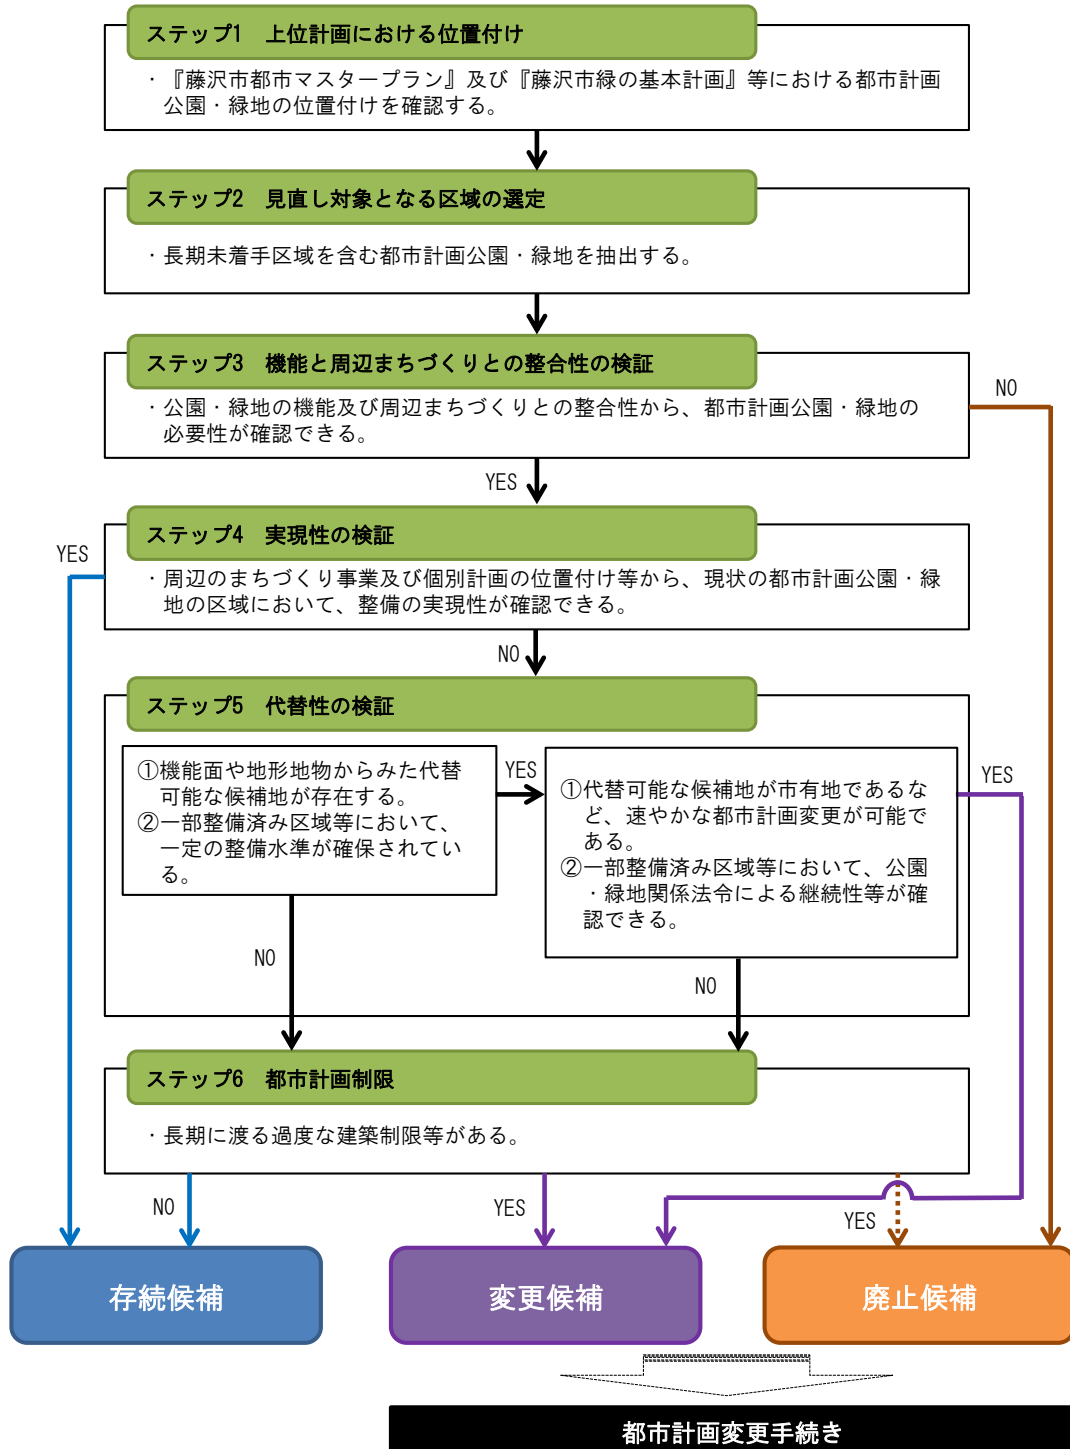 ステップ1　上位計画における位置付け
・『藤沢市都市マスタープラン』及び『藤沢市緑の基本計画』等における都市計画
公園・緑地の位置付けを確認する。
ステップ2　見直し対象となる区域の選定
・長期未着手区域を含む都市計画公園・緑地を抽出する。
ステップ3　機能と周辺まちづくりとの整合性の検証
・公園・緑地の機能及び周辺まちづくりとの整合性から、都市計画公園・緑地の
必要性が確認できる。
NO
YES
ステップ4　実現性の検証
YES
・周辺のまちづくり事業及び個別計画の位置付け等から、現状の都市計画公園・緑
地の区域において、整備の実現性が確認できる。
NO
ステップ5　代替性の検証
①機能面や地形地物からみた代替
可能な候補地が存在する。
②一部整備済み区域等において、
一定の整備水準が確保されてい
る。
YES
①代替可能な候補地が市有地であるな
ど、速やかな都市計画変更が可能で
ある。
②一部整備済み区域等において、公園
・緑地関係法令による継続性等が確
認できる。
YES
NO
NO
ステップ6　都市計画制限
・長期に渡る過度な建築制限等がある。
NO
YES
YES
存続候補
変更候補
廃止候補
都市計画変更手続き